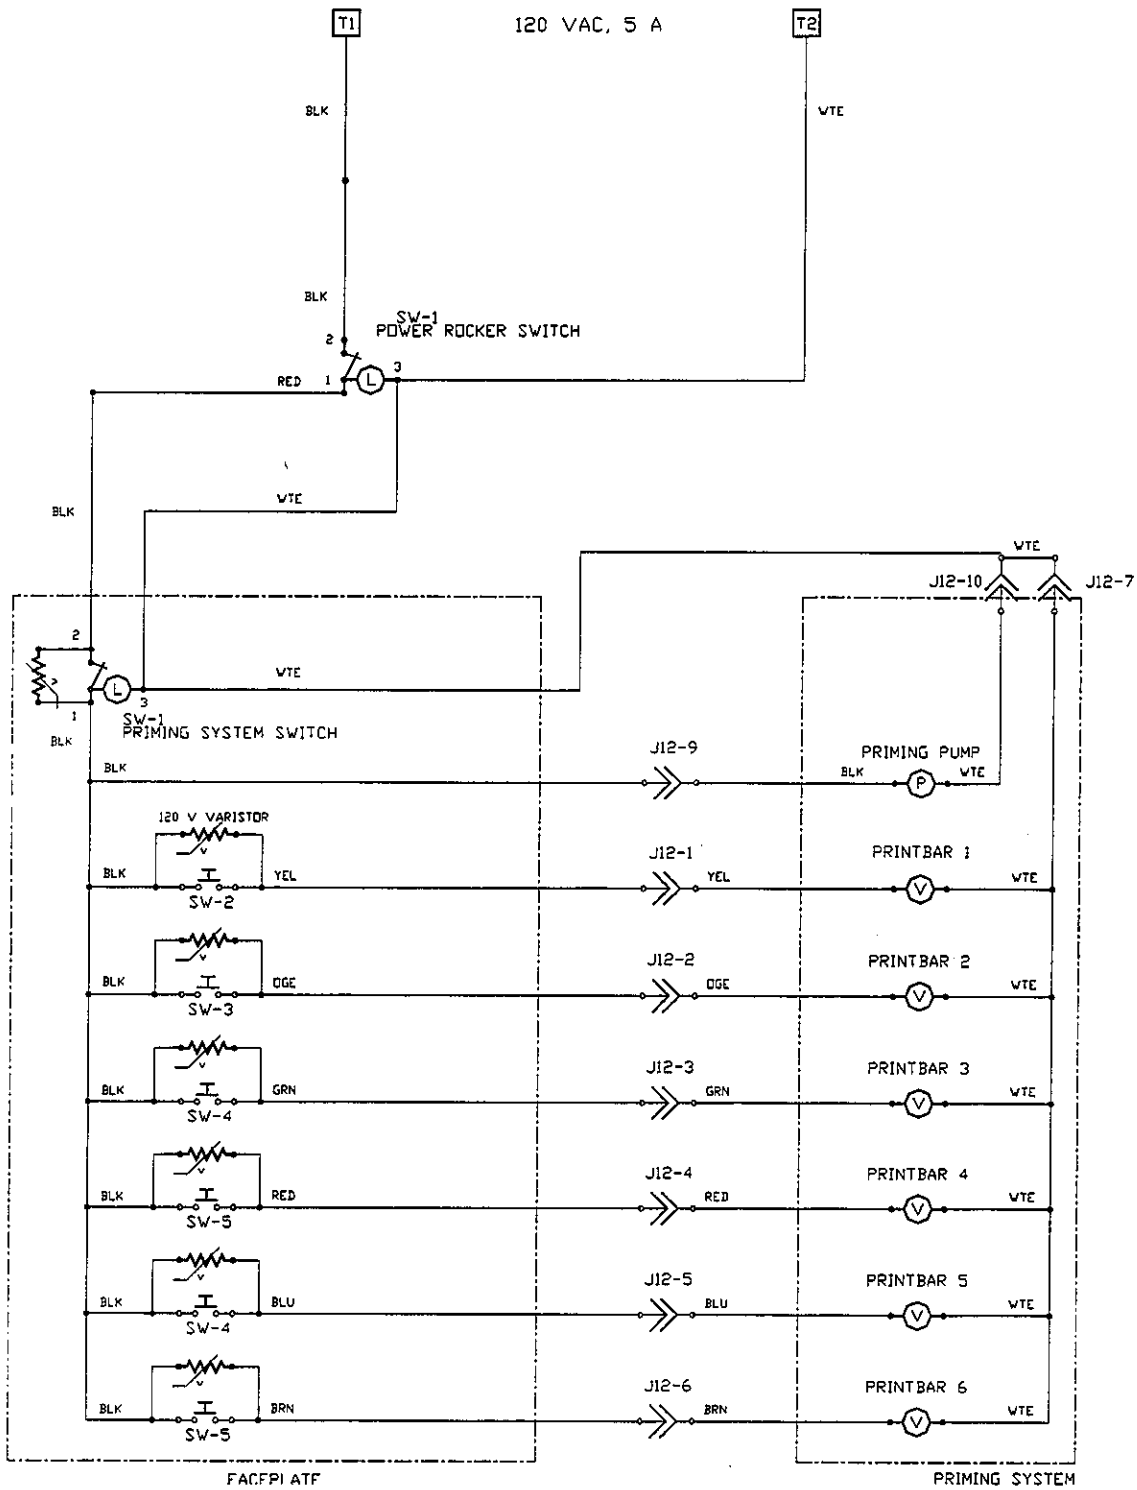 T1 120 VAC, 5 A T2
BLK WTE
BLK
SW-1
POWER ROCKER SWITCH
2
3
RED 1 L
WTE
BLK
WTE
J12-10 J12-7
2
WTE
V
L
1 3
SW-1
PRIMING SYSTEM SWITCH
BLK
BLK J12-9 PRIMING PUMP
BLK P WTE
120 V VARISTOR
V
J12-1 PRINTBAR 1
BLK YEL YEL V WTE
SW-2
V
J12-2 PRINTBAR 2
BLK OGE OGE V WTE
SW-3
V
J12-3 PRINTBAR 3
BLK GRN GRN V WTE
SW-4
V
J12-4 PRINTBAR 4
BLK RED RED V WTE
SW-5
V
J12-5 PRINTBAR 5
BLK BLU BLU V WTE
SW-4
V
J12-6 PRINTBAR 6
BLK BRN BRN V WTE
SW-5
FACEPLATE PRIMING SYSTEM